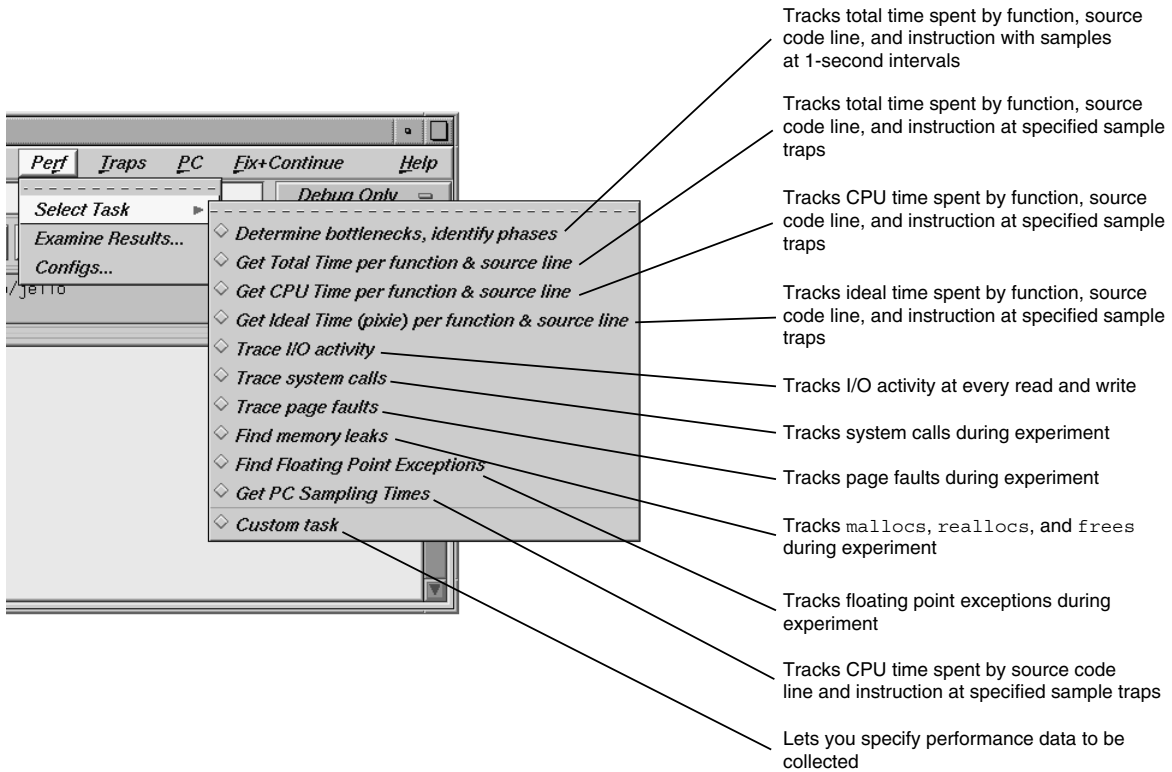 Tracks total time spent by function, source
code line, and instruction with samples
at 1-second intervals
Tracks total time spent by function, source
code line, and instruction at specified sample
traps
Tracks CPU time spent by function, source
code line, and instruction at specified sample
traps
Tracks ideal time spent by function, source
code line, and instruction at specified sample
traps
Tracks I/O activity at every read and write
Tracks system calls during experiment
Tracks page faults during experiment
Tracks mallocs, reallocs, and frees
during experiment
Tracks floating point exceptions during
experiment
Tracks CPU time spent by source code
line and instruction at specified sample traps
Lets you specify performance data to be
collected
Perf Traps PC Fix+Continue Help
Debug Only
Select Task
Examine Results...
Configs...
/jello
Determine bottlenecks, identify phases
Get Total Time per function & source line
Get CPU Time per function & source line
Get Ideal Time (pixie) per function & source line
Trace I/O activity
Trace system calls
Trace page faults
Find memory leaks
Find Floating Point Exceptions
Get PC Sampling Times
Custom task